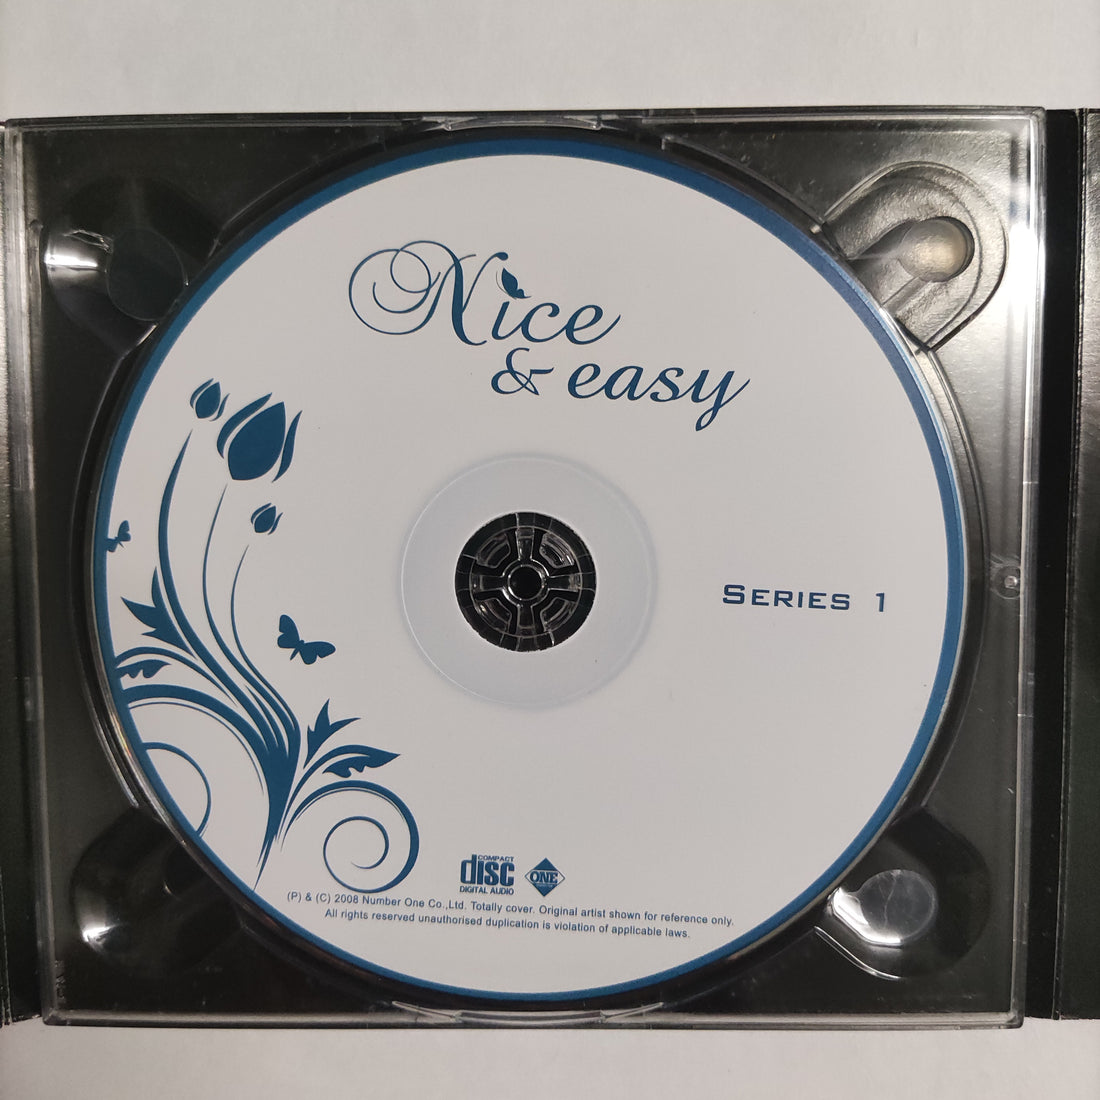 Nice
& easy
SERIES 1
COMPACT
disc
DIGITAL AUDIO
ONE
(P) & (C) 2008 Number One Co.,Ltd. Totally cover. Original artist shown for reference only.
All rights reserved unauthorised duplication is violation of applicable laws.